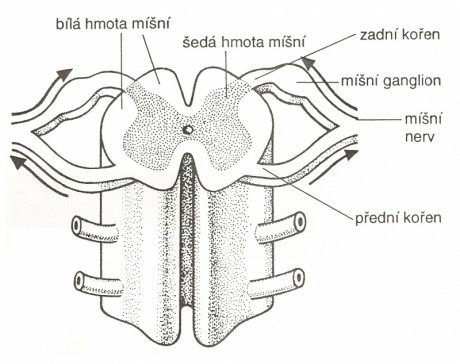 bílá hmota míšní
šedá hmota míšní
zadní kořen
míšní ganglion
míšní
nerv
přední kořen